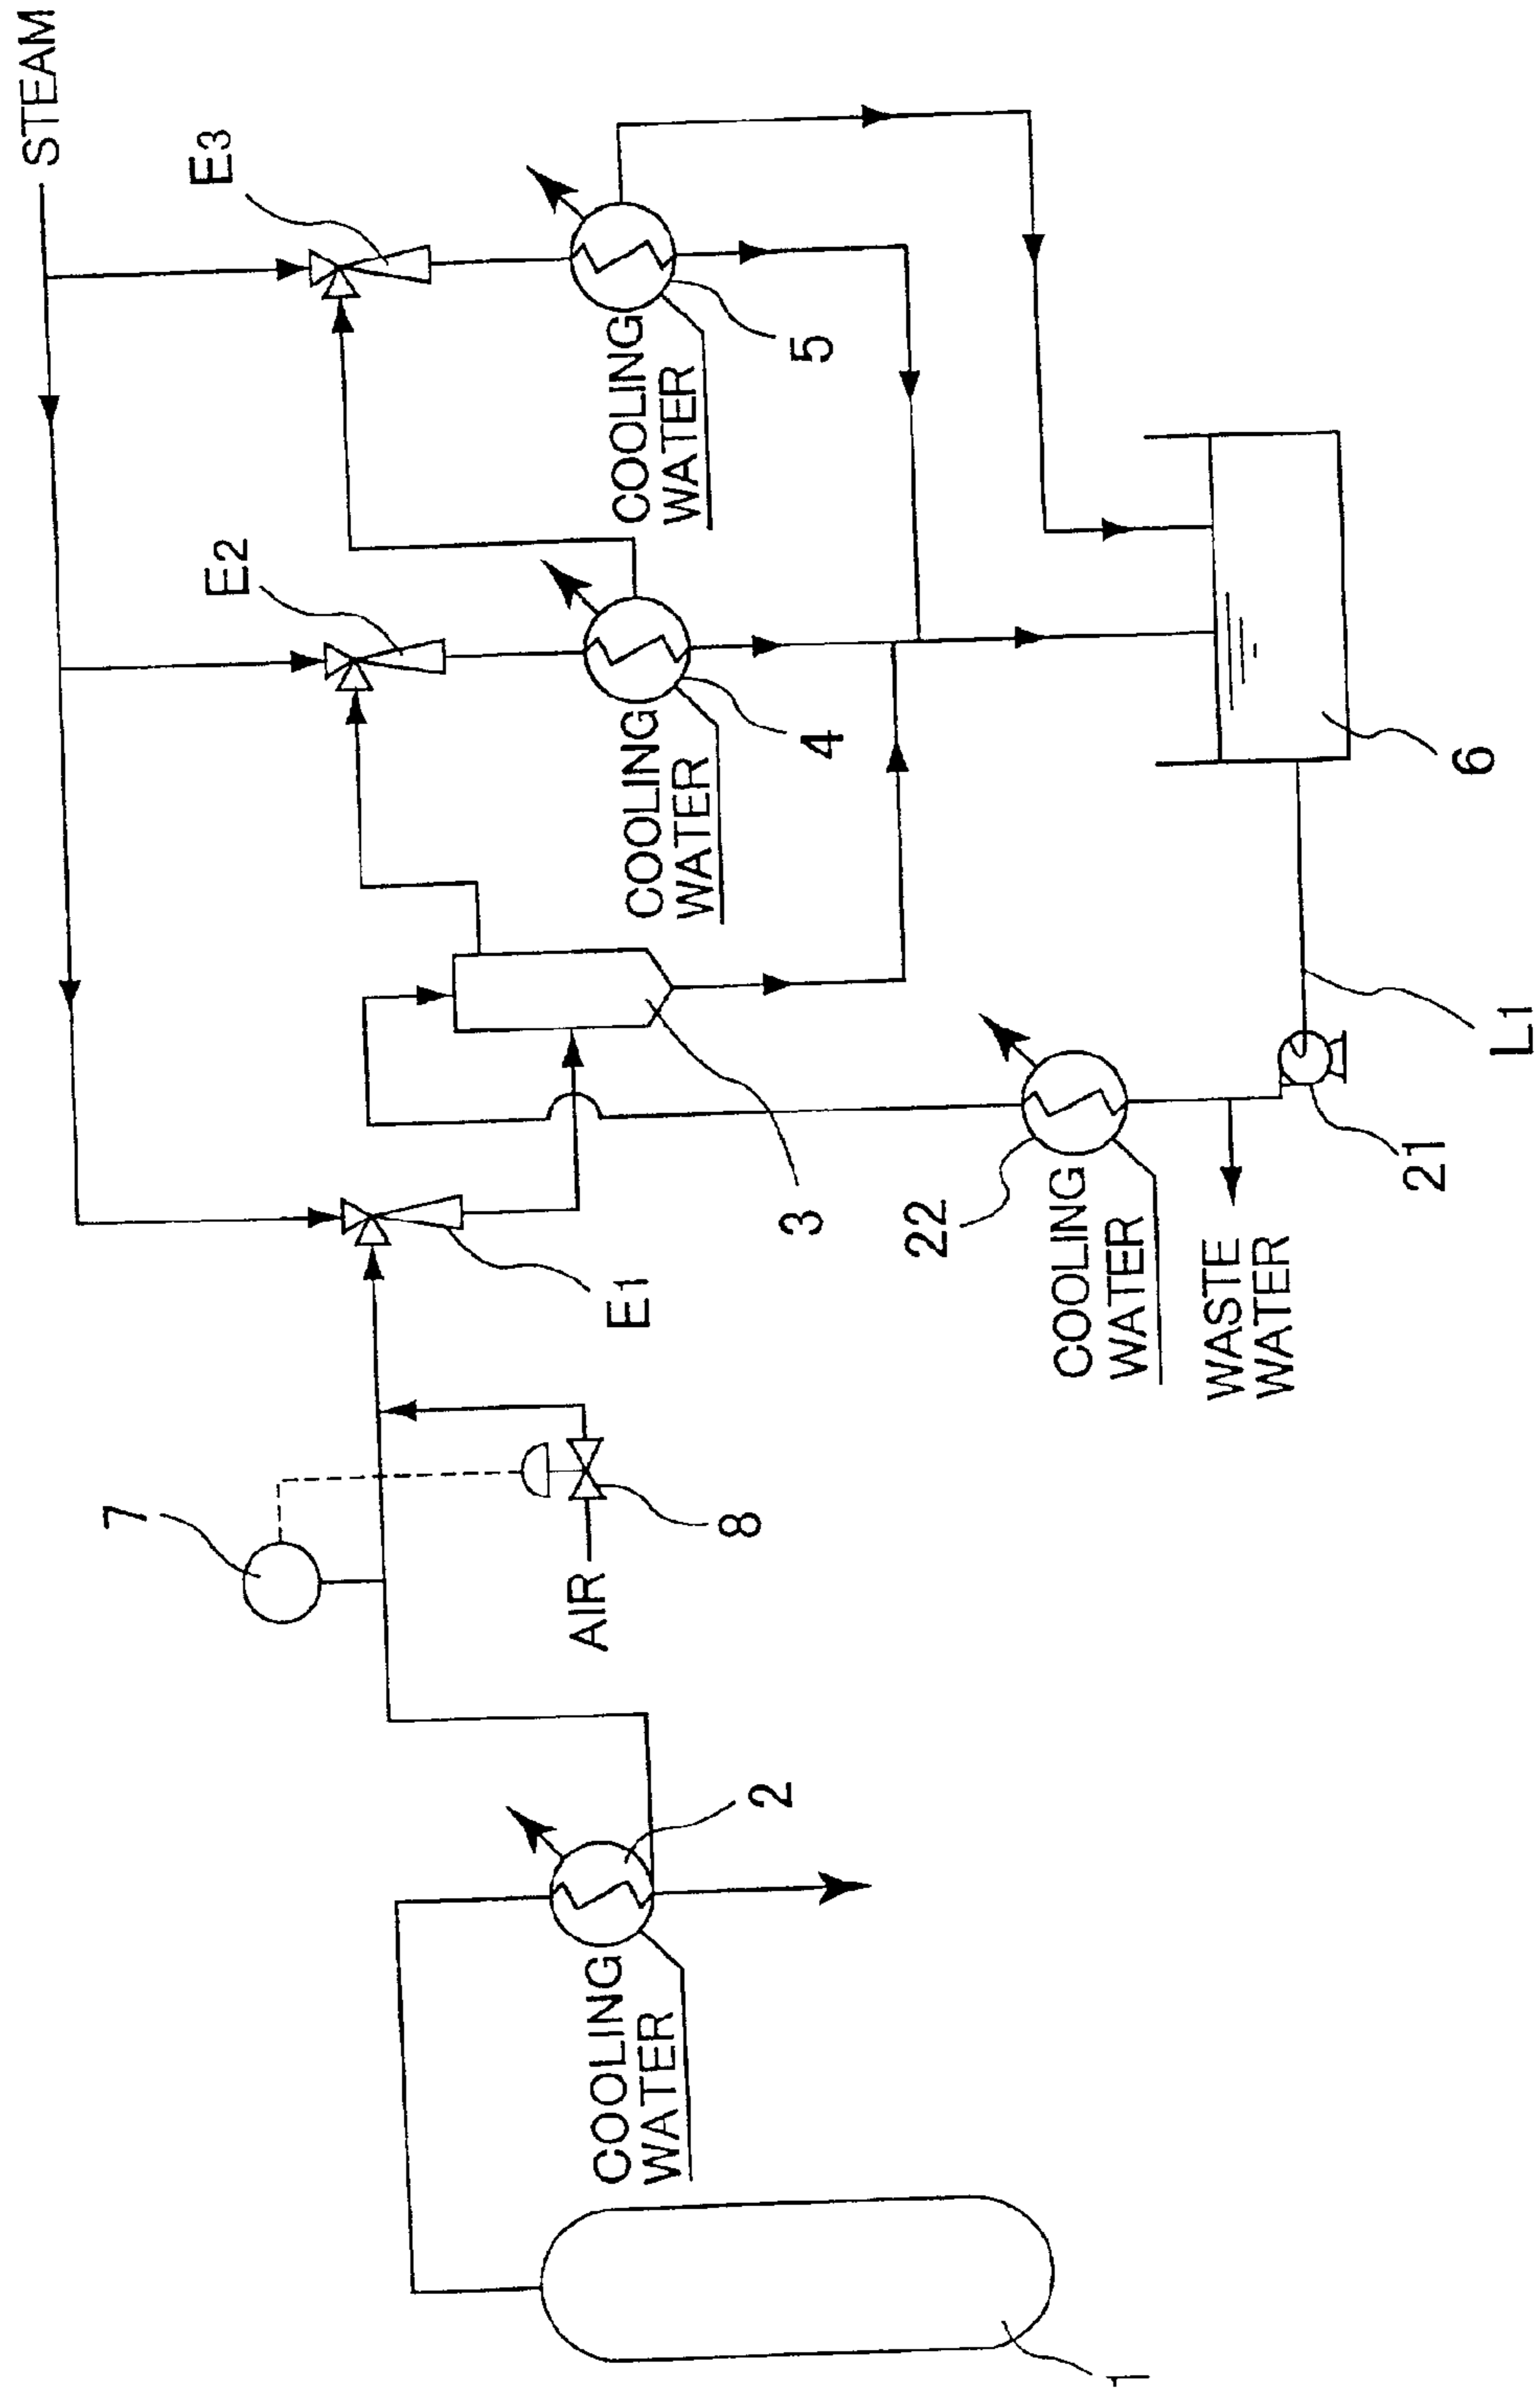 STEAM
E3
E2
7
COOLING
WATER
5
COOLING
WATER
4
E1
3
AIR
8
2
COOLING
WATER
22
COOLING
WATER
WASTE
WATER
21
L1
6
1